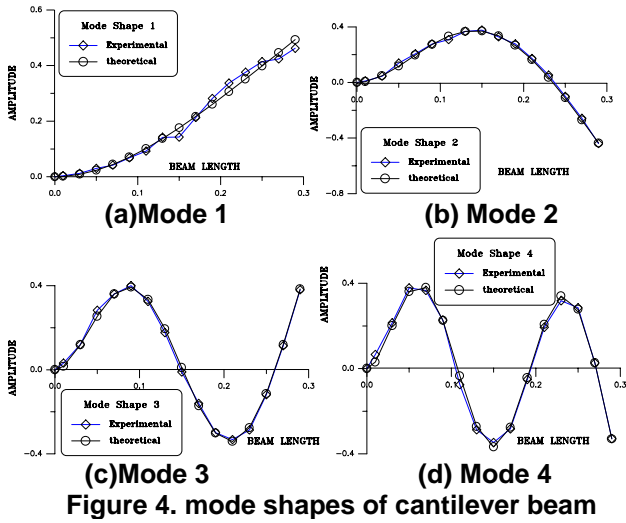 Mode Shape 1
Experimental
theoretical
AMPLITUDE
0.6
0.4
0.2
0.0
0.0
0.1
0.2
0.3
BEAM LENGTH
(a)Mode 1
AMPLITUDE
0.4
0.0
-0.4
-0.8
0.0
0.1
0.2
0.3
Mode Shape 2
Experimental
theoretical
BEAM LENGTH
(b) Mode 2
AMPLITUDE
0.4
0.0
-0.4
0.0
0.1
0.2
0.3
Mode Shape 3
Experimental
theoretical
BEAM LENGTH
(c)Mode 3
Mode Shape 4
Experimental
theoretical
AMPLITUDE
0.4
0.0
-0.4
0.0
0.1
0.2
0.3
BEAM LENGTH
(d) Mode 4
Figure 4. mode shapes of cantilever beam